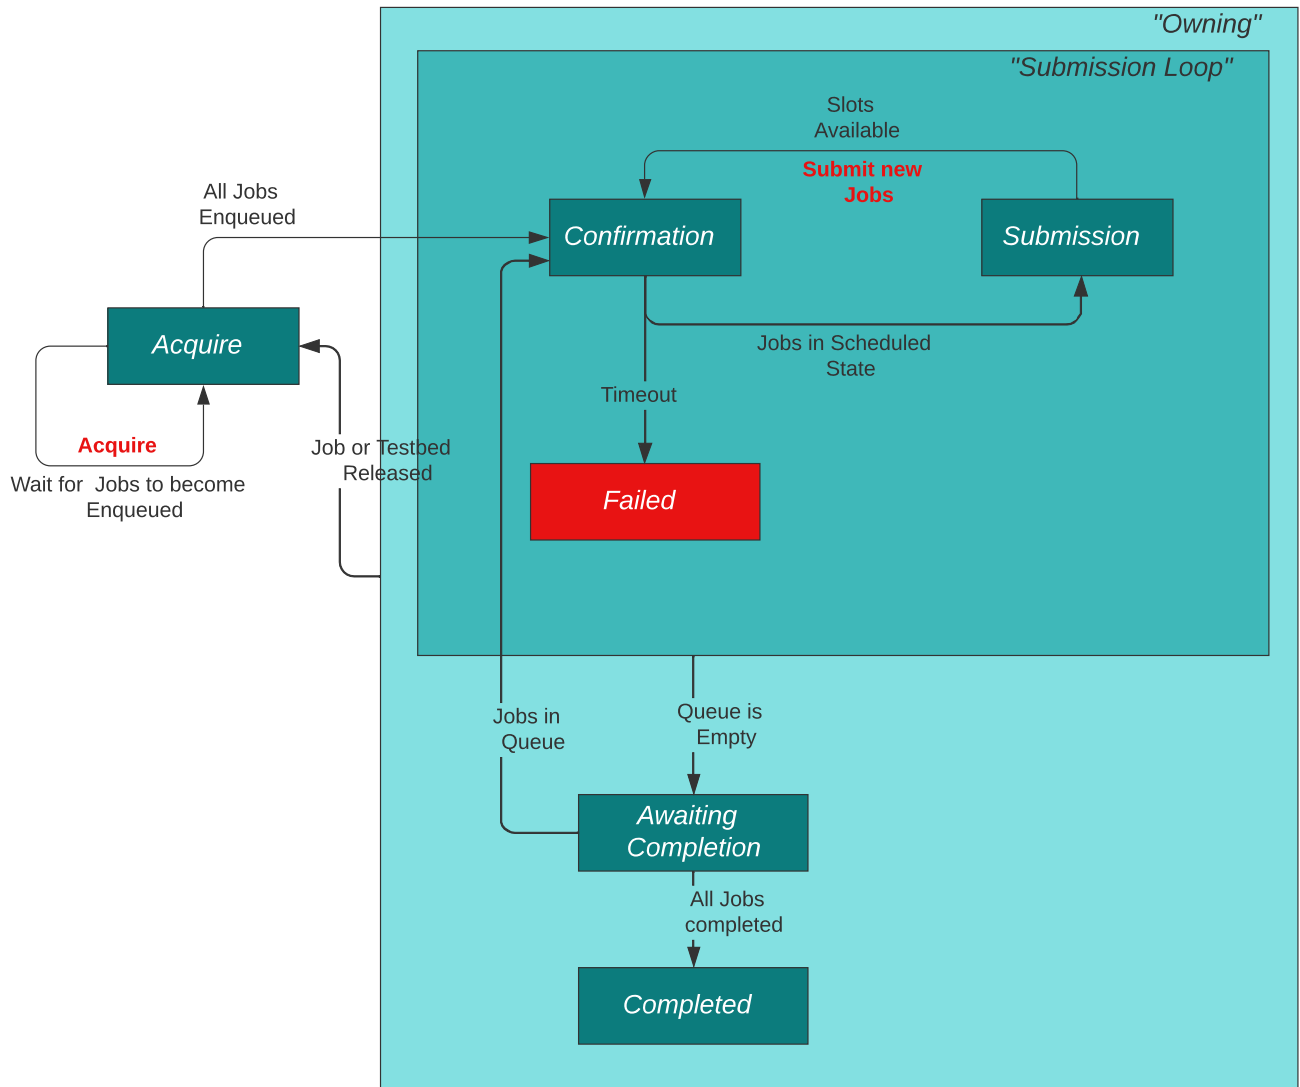 "Owning"
"Submission Loop"
Slots
Available
Submit new
Jobs
All Jobs
Enqueued
Confirmation
Submission
Acquire
Jobs in Scheduled
State
Timeout
Acquire
Job or Testbed
Released
Wait for  Jobs to become
Enqueued
Failed
Jobs in
Queue
Queue is
Empty
Awaiting
Completion
All Jobs
completed
Completed